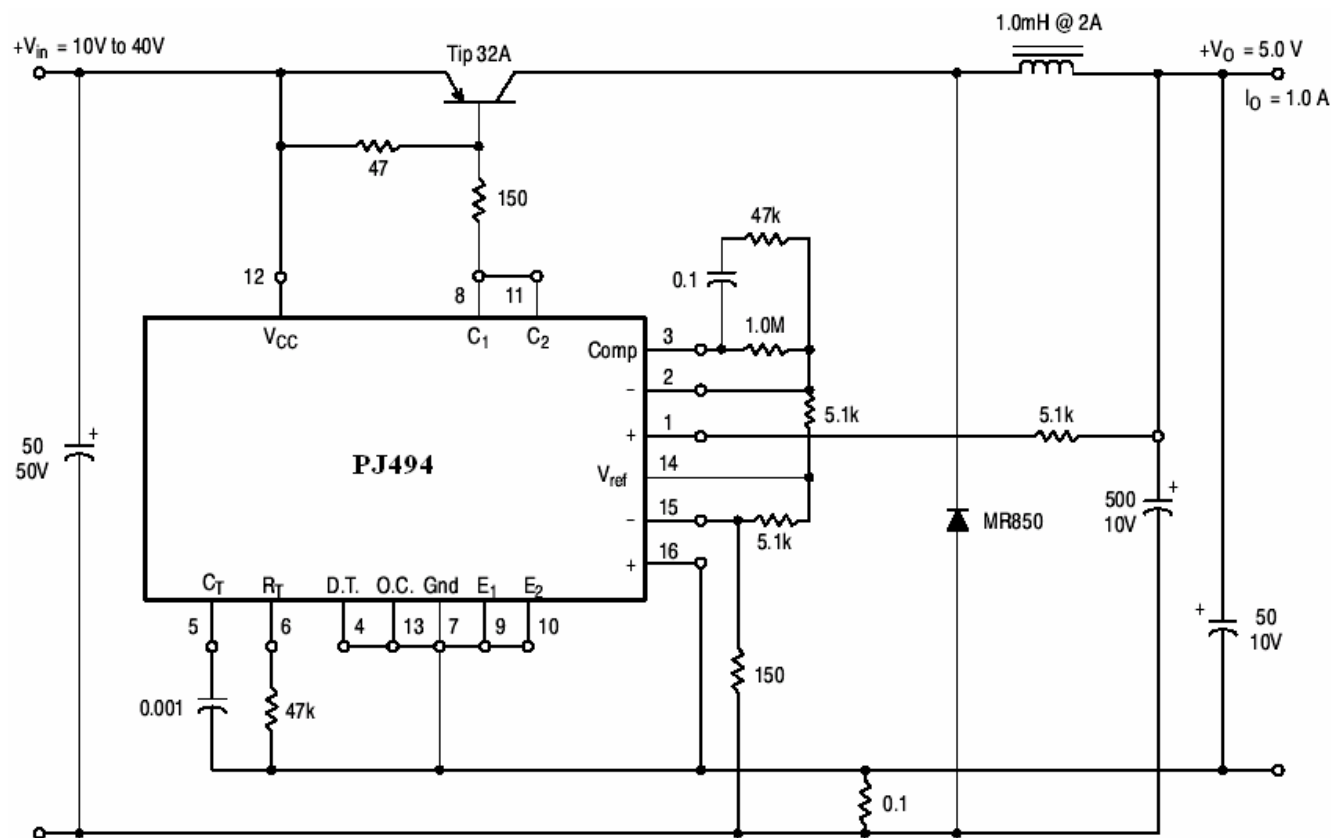 1.0mH @ 2A
+Vin = 10V to 40V
Tip 32A
+VO = 5.0 V
IO = 1.0 A
47
150
47k
0.1
12
8
11
1.0M
VCC
C1
C2
Comp
3
−
2
5.1k
+
1
5.1k
50
50V
+
PJ494
Vref
14
−
15
5.1k
+
16
MR850
500
10V
+
CT
RT
D.T.
O.C.
Gnd
E1
E2
5
6
4
13
7
9
10
+
50
10V
0.001
47k
150
0.1